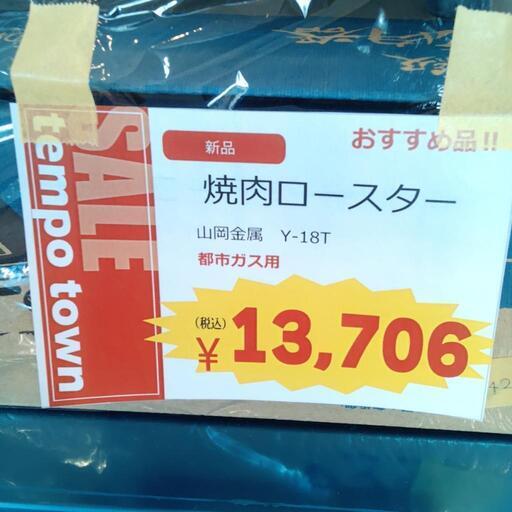 SALE
tempo town
新品
おすすめ品!!
焼肉ロースター
山岡金属 Y-18T
都市ガス用
(税込)
¥13,706